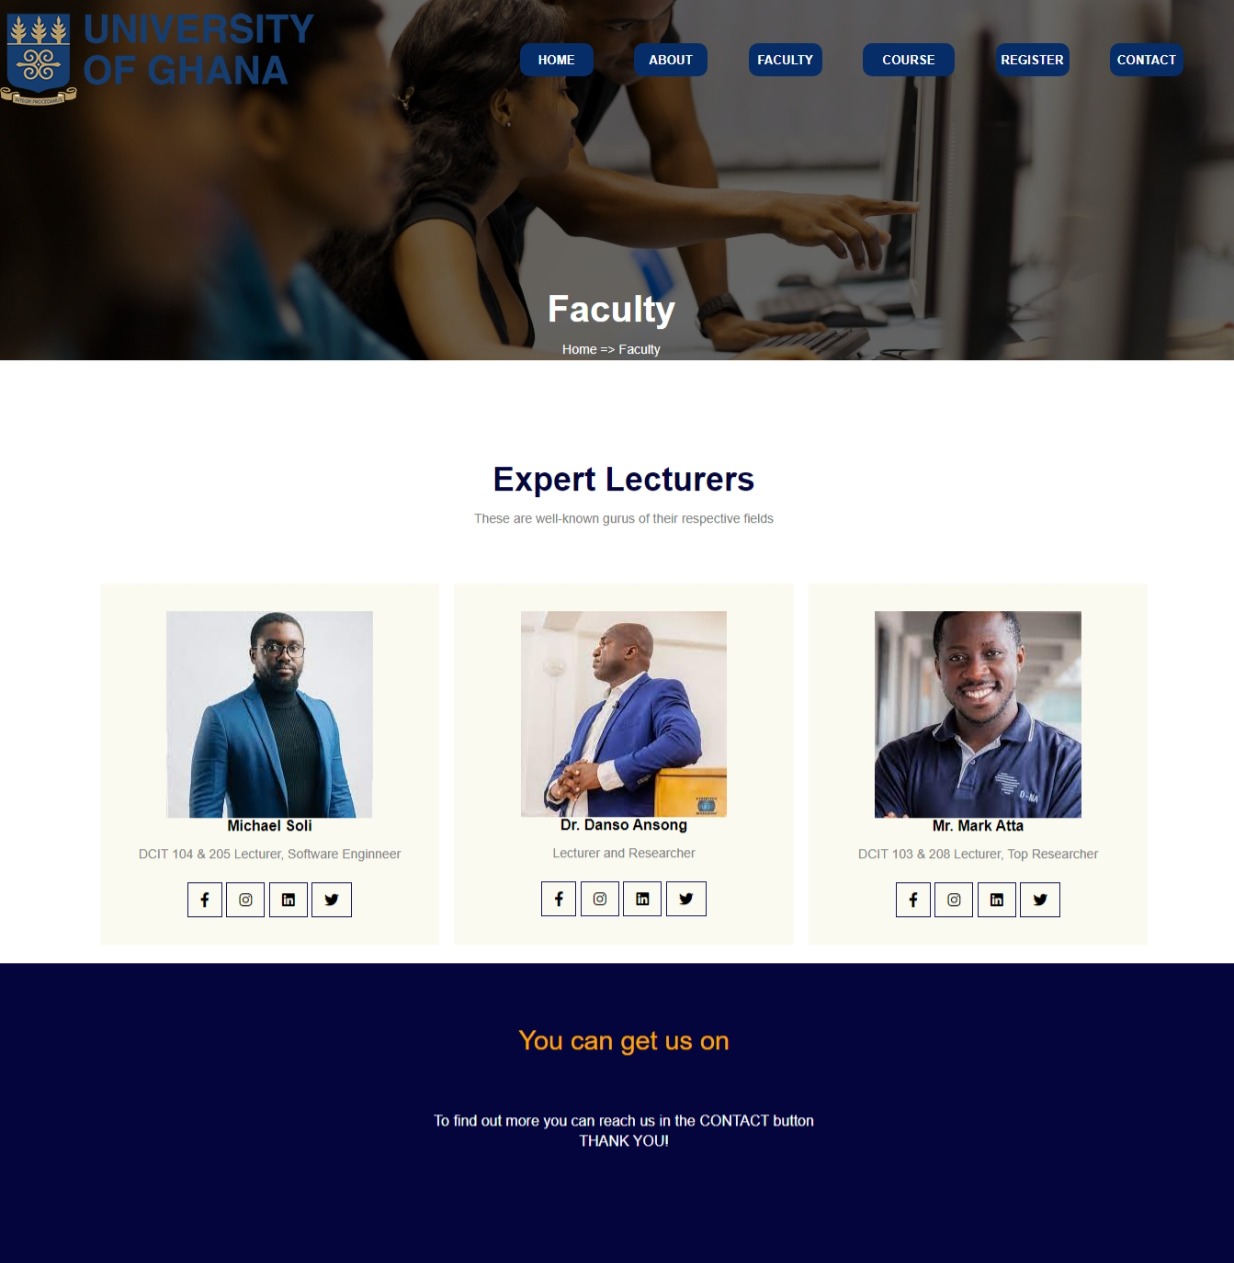 UNIVERSITY
OF GHANA
INTEGRI PROCEDAMUS
HOME ABOUT FACULTY COURSE REGISTER CONTACT
Faculty
Home => Faculty
Expert Lecturers
These are well-known gurus of their respective fields
Michael Soli
DCIT 104 & 205 Lecturer, Software Enginneer
Dr. Danso Ansong
Lecturer and Researcher
D-NA
Mr. Mark Atta
DCIT 103 & 208 Lecturer, Top Researcher
You can get us on
To find out more you can reach us in the CONTACT button
THANK YOU!